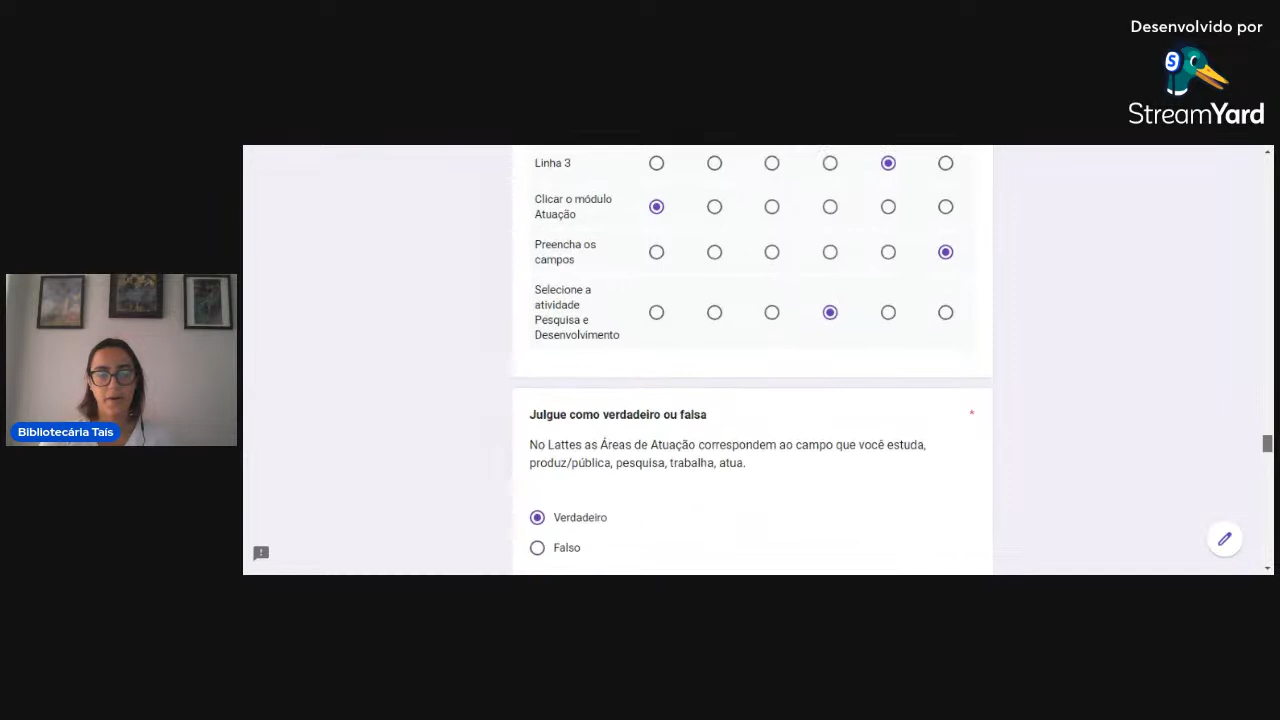 Desenvolvido por
S
StreamYard
Linha 3
Clicar o módulo
Atuação
Preencha os
campos
Selecione a
atividade
Pesquisa e
Desenvolvimento
Julgue como verdadeiro ou falsa *
No Lattes as Áreas de Atuação correspondem ao campo que você estuda,
produz/pública, pesquisa, trabalha, atua.
Verdadeiro
Falso
Bibliotecária Taís